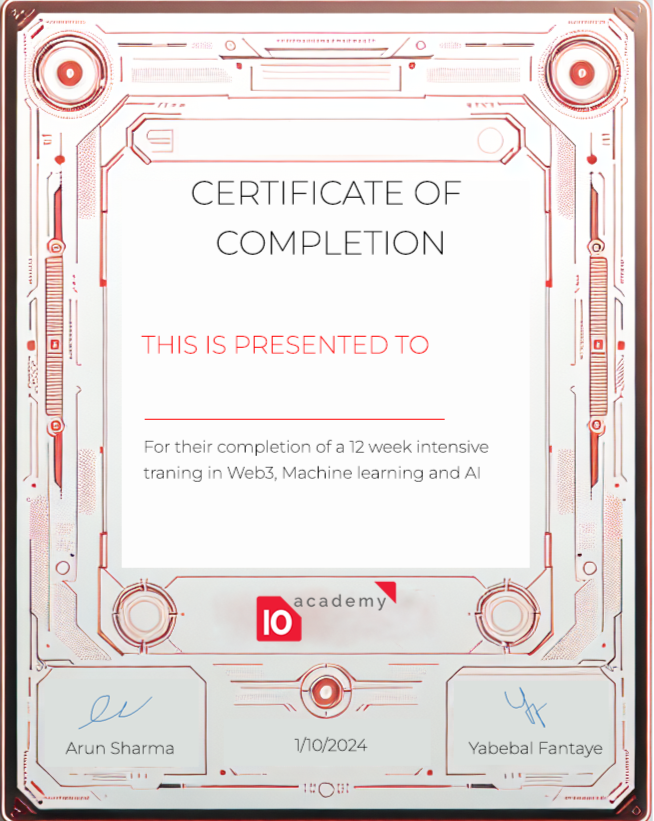 CERTIFICATE OF
COMPLETION
THIS IS PRESENTED TO
For their completion of a 12 week intensive
traning in Web3, Machine learning and AI
10 academy
Arun Sharma
1/10/2024
Yabebal Fantaye